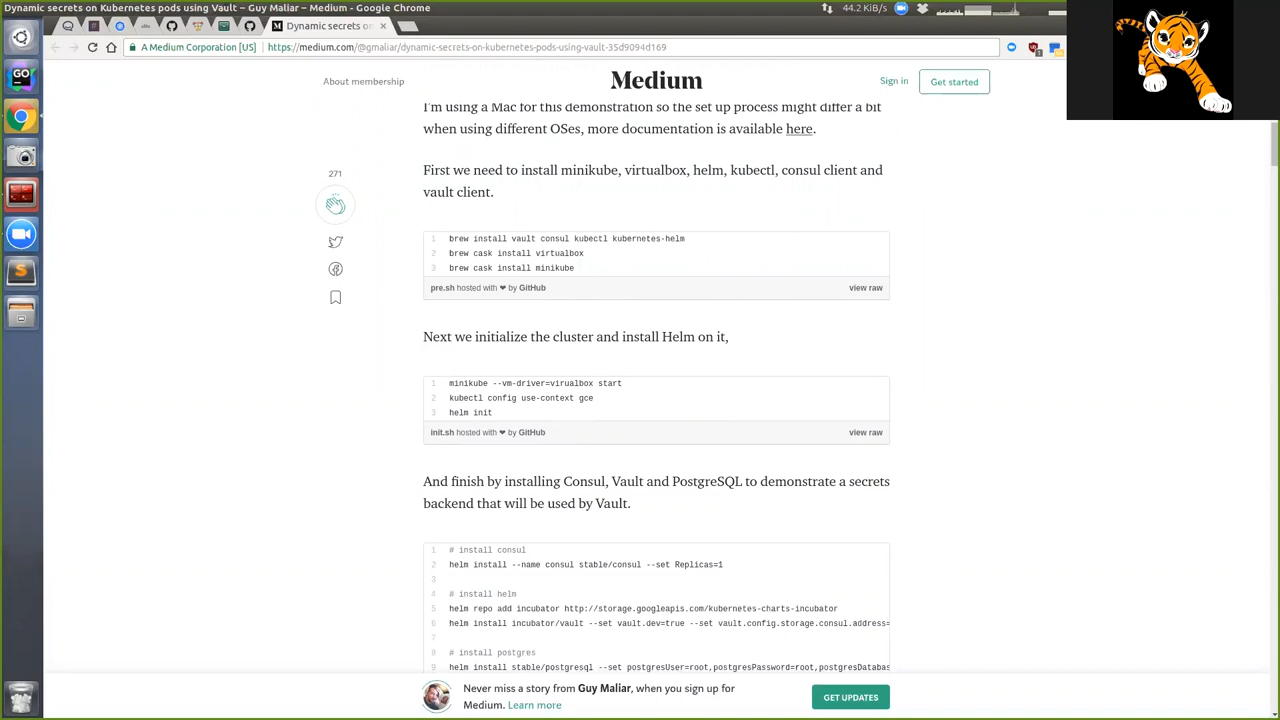 Dynamic secrets on Kubernetes pods using Vault – Guy Maliar – Medium - Google Chrome
44.2 KiB/s
Dynamic secrets on
A Medium Corporation [US]
https://medium.com/@gmaliar/dynamic-secrets-on-kubernetes-pods-using-vault-35d9094d169
About membership
Medium
Sign in
Get started
I'm using a Mac for this demonstration so the set up process might differ a bit
when using different OSes, more documentation is available here.
First we need to install minikube, virtualbox, helm, kubectl, consul client and
vault client.
271
1 brew install vault consul kubectl kubernetes-helm
2 brew cask install virtualbox
3 brew cask install minikube
pre.sh hosted with ❤ by GitHub
view raw
Next we initialize the cluster and install Helm on it,
1 minikube --vm-driver=virualbox start
2 kubectl config use-context gce
3 helm init
init.sh hosted with ❤ by GitHub
view raw
And finish by installing Consul, Vault and PostgreSQL to demonstrate a secrets
backend that will be used by Vault.
1 # install consul
2 helm install --name consul stable/consul --set Replicas=1
3
4 # install helm
5 helm repo add incubator http://storage.googleapis.com/kubernetes-charts-incubator
6 helm install incubator/vault --set vault.dev=true --set vault.config.storage.consul.address=
7
8 # install postgres
9 helm install stable/postgresql --set postgresUser=root,postgresPassword=root,postgresDatabas
Never miss a story from Guy Maliar, when you sign up for
Medium. Learn more
GET UPDATES
GO